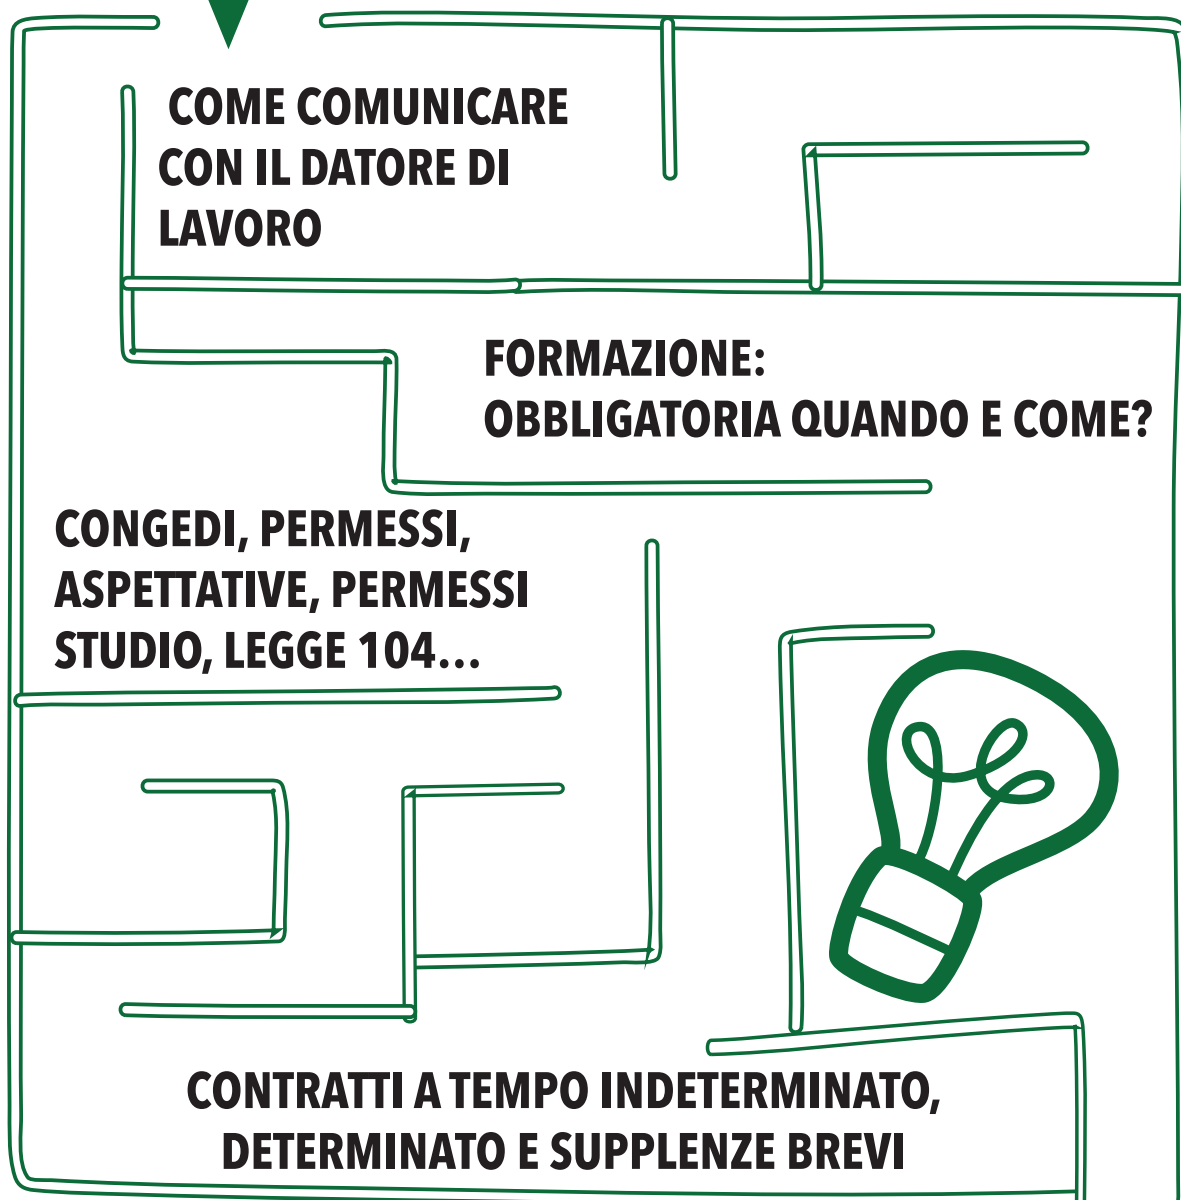 COME COMUNICARE
CON IL DATORE DI
LAVORO
FORMAZIONE:
OBBLIGATORIA QUANDO E COME?
CONGEDI, PERMESSI,
ASPETTATIVE, PERMESSI
STUDIO, LEGGE 104...
CONTRATTI A TEMPO INDETERMINATO,
DETERMINATO E SUPPLENZE BREVI